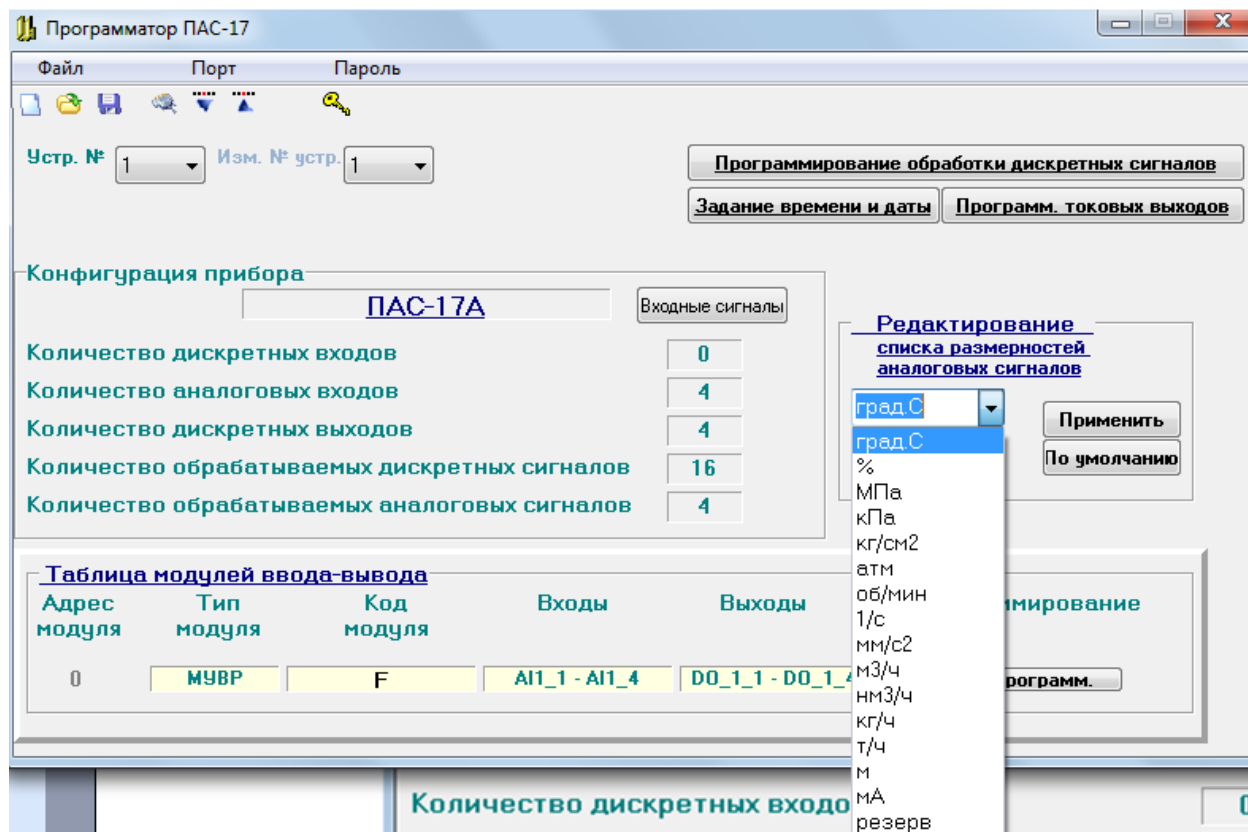 Программатор ПАС-17
Файл Порт Пароль
Устр. № 1 Изм. № устр. 1
Программирование обработки дискретных сигналов
Задание времени и даты Программ. токовых выходов
Конфигурация прибора
ПАС-17А Входные сигналы
Количество дискретных входов 0
Количество аналоговых входов 4
Количество дискретных выходов 4
Количество обрабатываемых дискретных сигналов 16
Количество обрабатываемых аналоговых сигналов 4
Редактирование
списка размерностей
аналоговых сигналов
град.С
Применить
По умолчанию
град.С
%
МПа
кПа
кг/см2
атм
об/мин
1/с
мм/с2
м3/ч
нм3/ч
кг/ч
т/ч
м
мА
резерв
Таблица модулей ввода-вывода
Адрес Тип Код Входы Выходы
модуля модуля модуля
0 МУВР F AI1_1 - AI1_4 DO_1_1 - DO_1_4
Количество дискретных